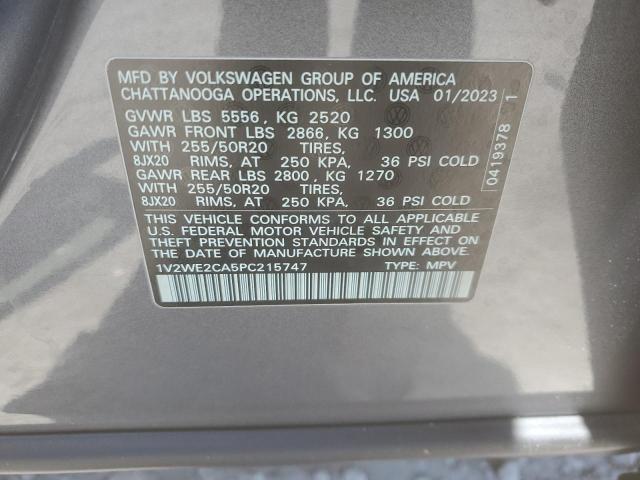 MFD BY VOLKSWAGEN GROUP OF AMERICA
CHATTANOOGA OPERATIONS, LLC. USA 01/2023
GVWR LBS 5556, KG 2520
GAWR FRONT LBS 2866, KG 1300
WITH 255/50R20 TIRES,
8JX20 RIMS, AT 250 KPA, 36 PSI COLD
GAWR REAR LBS 2800, KG 1270
WITH 255/50R20 TIRES,
8JX20 RIMS, AT 250 KPA, 36 PSI COLD
THIS VEHICLE CONFORMS TO ALL APPLICABLE
U.S. FEDERAL MOTOR VEHICLE SAFETY AND
THEFT PREVENTION STANDARDS IN EFFECT ON
THE DATE OF MANUFACTURE SHOWN ABOVE.
1V2WE2CA5PC215747 TYPE: MPV
0419378 1